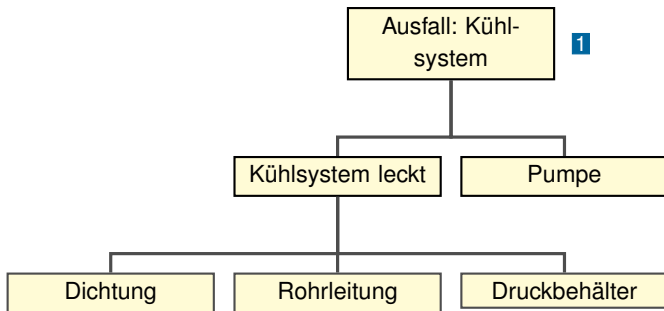 Ausfall: Kühl-
system
1
Kühlsystem leckt
Pumpe
Dichtung
Rohrleitung
Druckbehälter